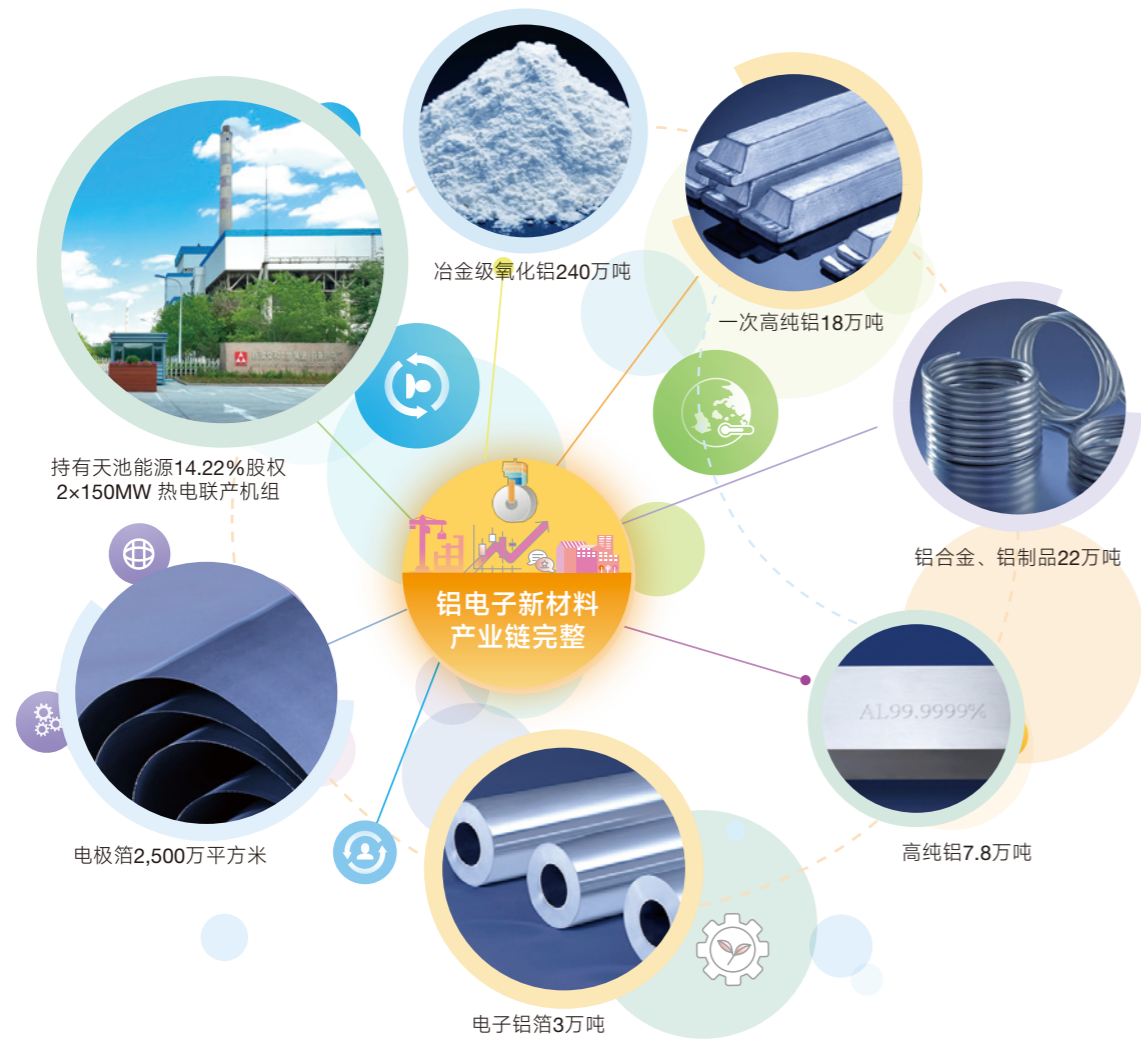 冶金级氧化铝240万吨
一次高纯铝18万吨
持有天池能源14.22%股权
2×150MW 热电联产机组
铝合金、铝制品22万吨
铝电子新材料
产业链完整
AL99.9999%
高纯铝7.8万吨
电极箔2,500万平方米
电子铝箔3万吨